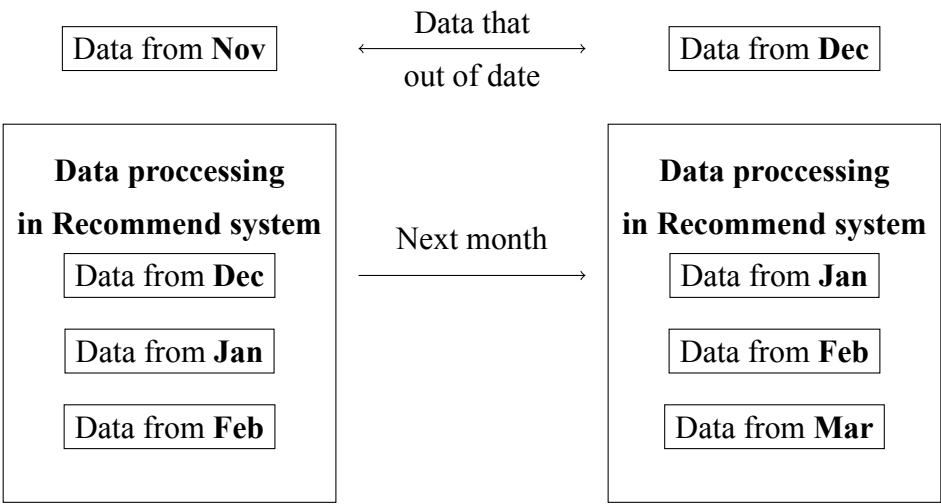 Data from Nov
Data that
out of date
Data from Dec
Data proccessing
in Recommend system
Data from Dec
Data from Jan
Data from Feb
Next month
Data proccessing
in Recommend system
Data from Jan
Data from Feb
Data from Mar